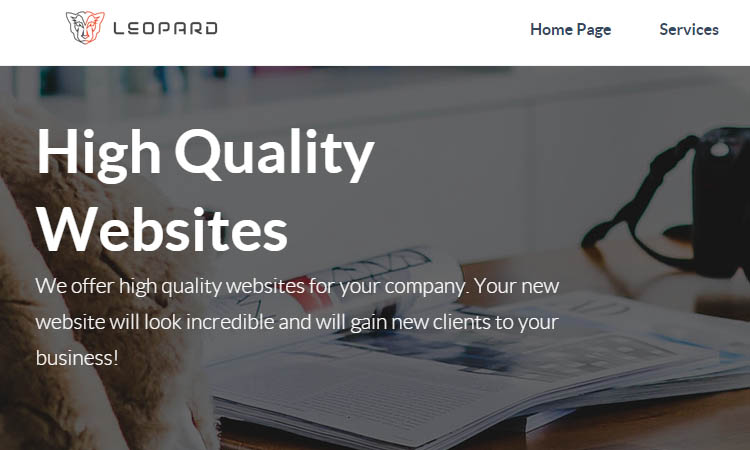 LEOPARD
Home Page
Services
High Quality
Websites
We offer high quality websites for your company. Your new
website will look incredible and will gain new clients to your
business!